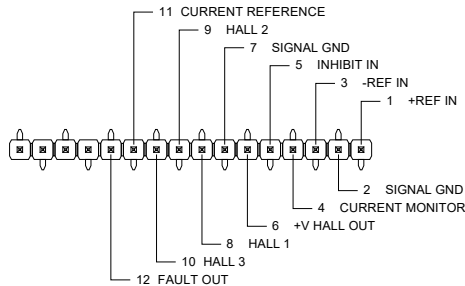 11 CURRENT REFERENCE
9 HALL 2
7 SIGNAL GND
5 INHIBIT IN
3 -REF IN
1 +REF IN
2 SIGNAL GND
4 CURRENT MONITOR
6 +V HALL OUT
8 HALL 1
10 HALL 3
12 FAULT OUT